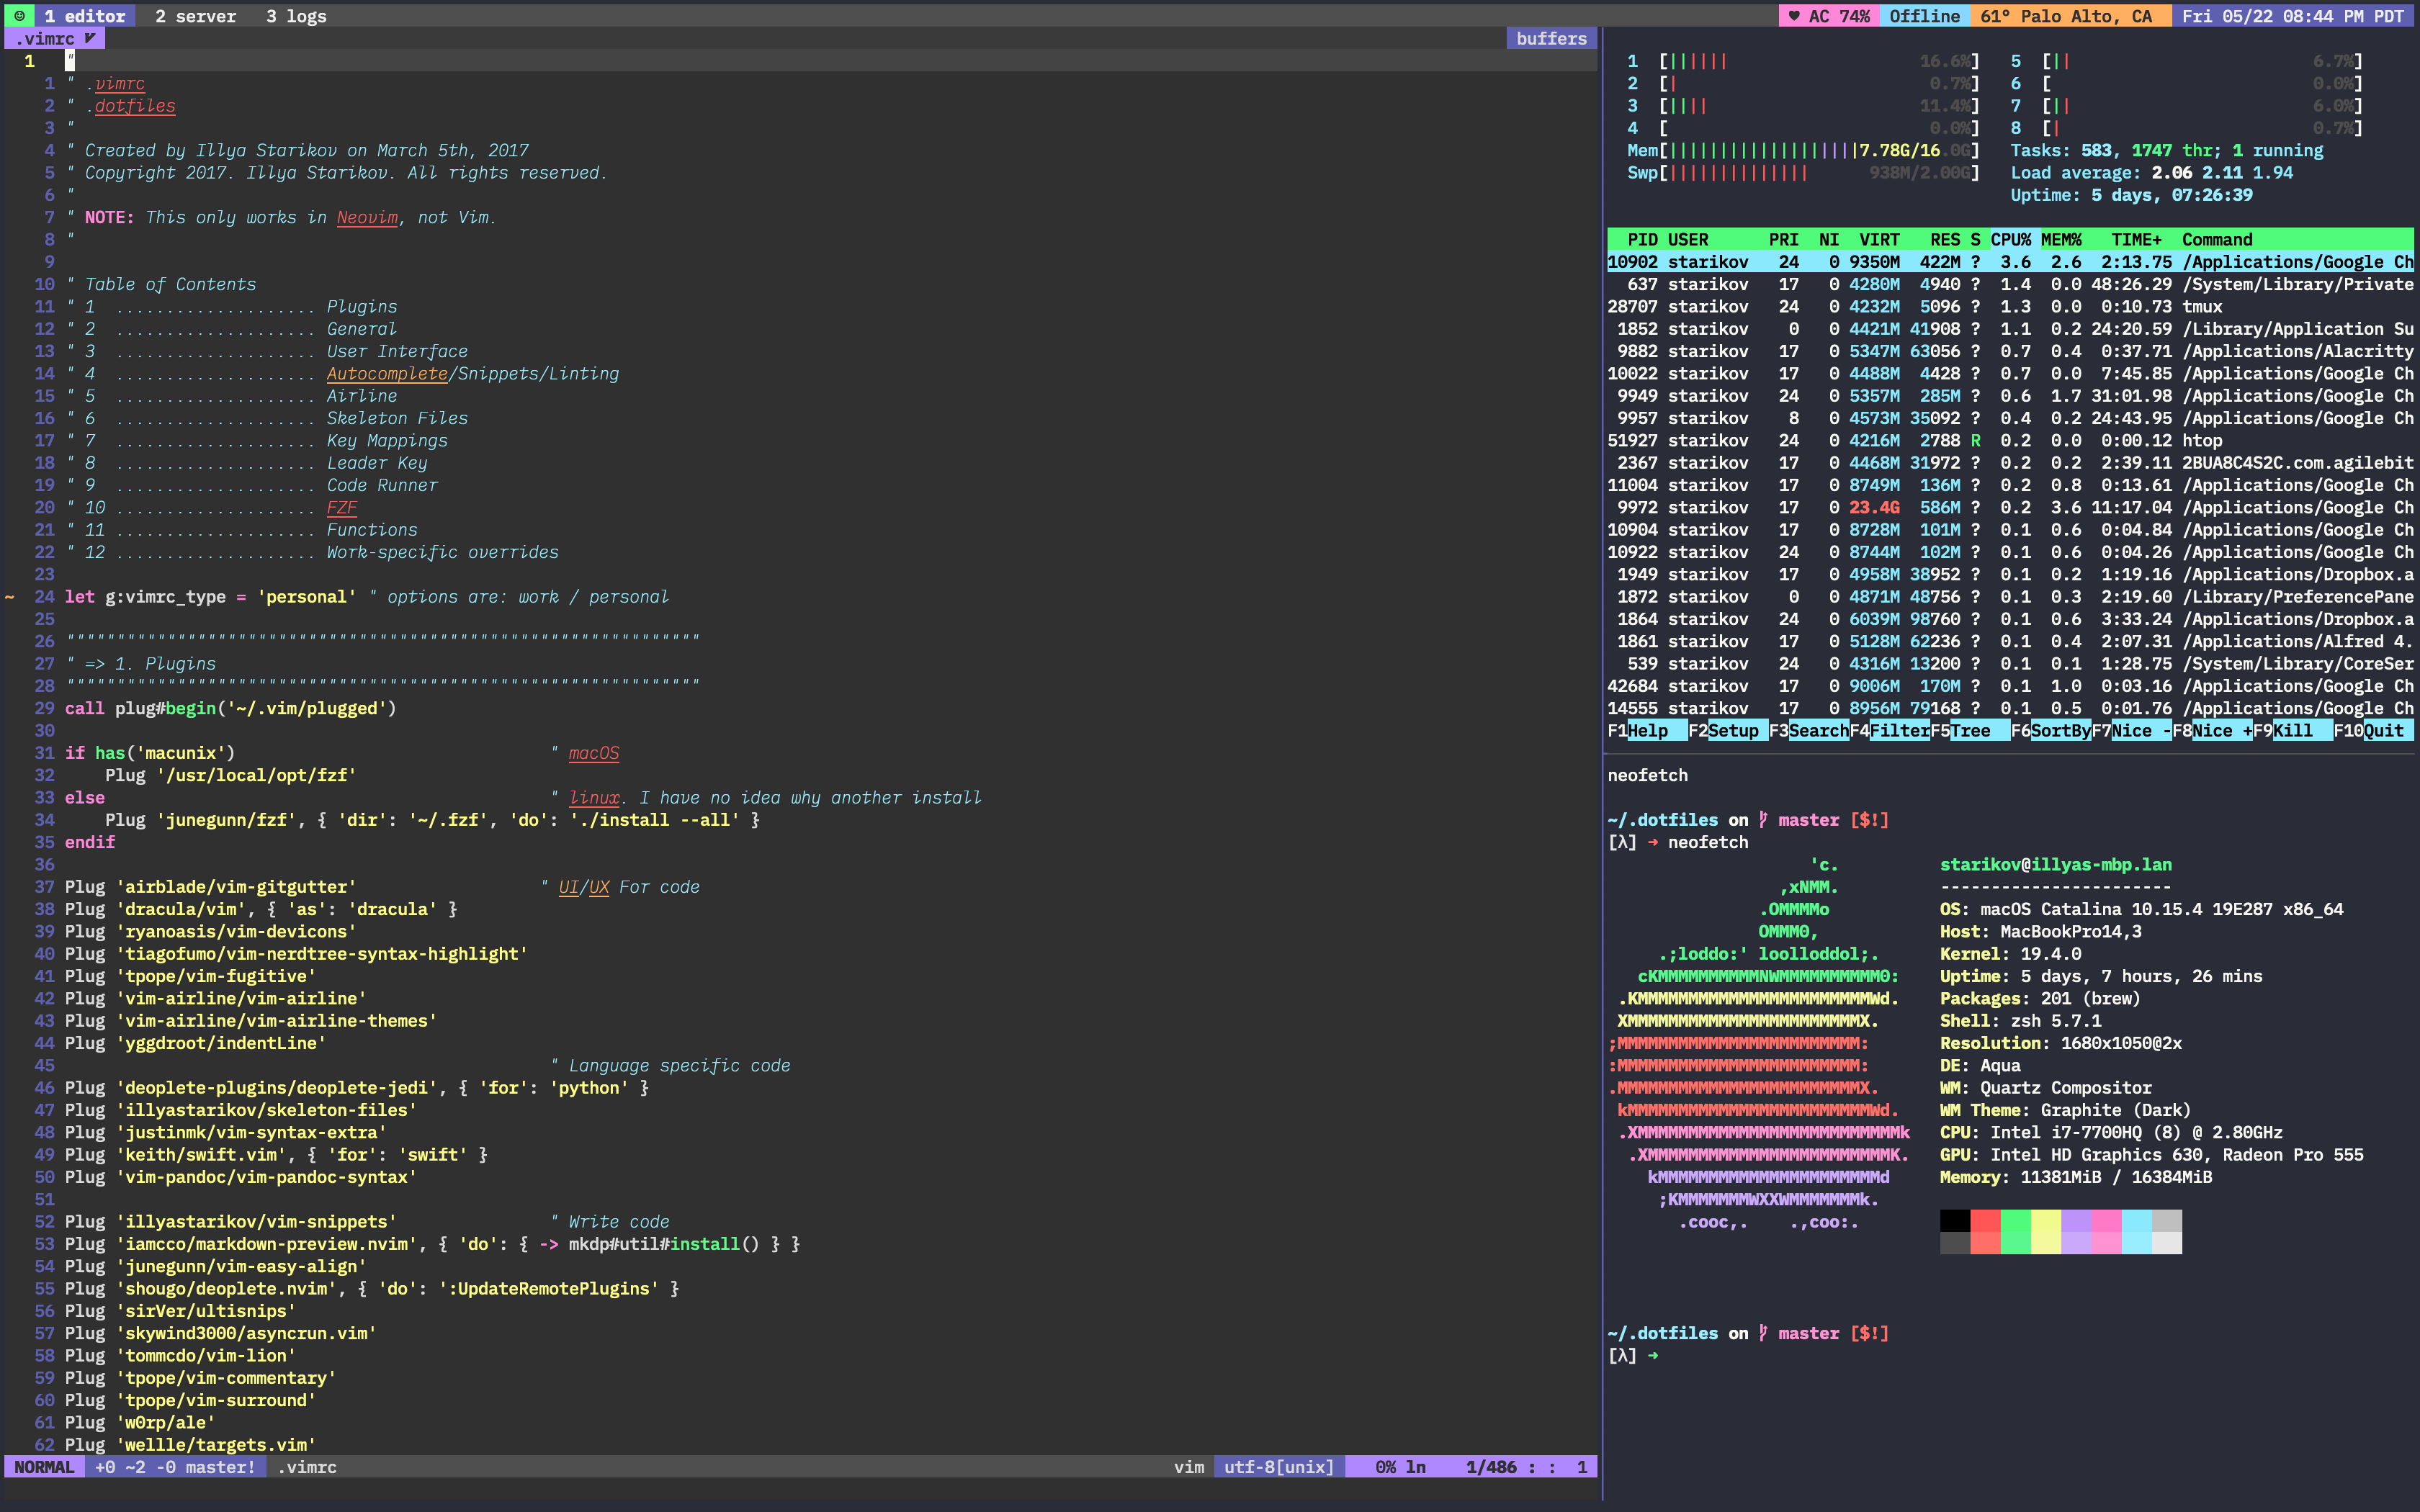 ☺ 1 editor 2 server 3 logs ♥ AC 74% Offline 61° Palo Alto, CA Fri 05/22 08:44 PM PDT
.vimrc buffers
1 "
1 " .vimrc
2 " .dotfiles
3 "
4 " Created by Illya Starikov on March 5th, 2017
5 " Copyright 2017. Illya Starikov. All rights reserved.
6 "
7 " NOTE: This only works in Neovim, not Vim.
8 "
9
10 " Table of Contents
11 " 1 .................... Plugins
12 " 2 .................... General
13 " 3 .................... User Interface
14 " 4 .................... Autocomplete/Snippets/Linting
15 " 5 .................... Airline
16 " 6 .................... Skeleton Files
17 " 7 .................... Key Mappings
18 " 8 .................... Leader Key
19 " 9 .................... Code Runner
20 " 10 .................... FZF
21 " 11 .................... Functions
22 " 12 .................... Work-specific overrides
23
~ 24 let g:vimrc_type = 'personal' " options are: work / personal
25
26 """""""""""""""""""""""""""""""""""""""""""""""""""""""""""""""
27 " => 1. Plugins
28 """""""""""""""""""""""""""""""""""""""""""""""""""""""""""""""
29 call plug#begin('~/.vim/plugged')
30
31 if has('macunix') " macOS
32 Plug '/usr/local/opt/fzf'
33 else " linux. I have no idea why another install
34 Plug 'junegunn/fzf', { 'dir': '~/.fzf', 'do': './install --all' }
35 endif
36
37 Plug 'airblade/vim-gitgutter' " UI/UX For code
38 Plug 'dracula/vim', { 'as': 'dracula' }
39 Plug 'ryanoasis/vim-devicons'
40 Plug 'tiagofumo/vim-nerdtree-syntax-highlight'
41 Plug 'tpope/vim-fugitive'
42 Plug 'vim-airline/vim-airline'
43 Plug 'vim-airline/vim-airline-themes'
44 Plug 'yggdroot/indentLine'
45 " Language specific code
46 Plug 'deoplete-plugins/deoplete-jedi', { 'for': 'python' }
47 Plug 'illyastarikov/skeleton-files'
48 Plug 'justinmk/vim-syntax-extra'
49 Plug 'keith/swift.vim', { 'for': 'swift' }
50 Plug 'vim-pandoc/vim-pandoc-syntax'
51
52 Plug 'illyastarikov/vim-snippets' " Write code
53 Plug 'iamcco/markdown-preview.nvim', { 'do': { -> mkdp#util#install() } }
54 Plug 'junegunn/vim-easy-align'
55 Plug 'shougo/deoplete.nvim', { 'do': ':UpdateRemotePlugins' }
56 Plug 'sirVer/ultisnips'
57 Plug 'skywind3000/asyncrun.vim'
58 Plug 'tommcdo/vim-lion'
59 Plug 'tpope/vim-commentary'
60 Plug 'tpope/vim-surround'
61 Plug 'w0rp/ale'
62 Plug 'wellle/targets.vim'
NORMAL +0 ~2 -0 master! .vimrc vim utf-8[unix] 0% ln 1/486 : : 1
1 [|||||| 16.6%] 5 [|| 6.7%]
2 [| 0.7%] 6 [ 0.0%]
3 [|||| 11.4%] 7 [|| 6.0%]
4 [ 0.0%] 8 [| 0.7%]
Mem[|||||||||||||||||||7.78G/16.0G] Tasks: 583, 1747 thr; 1 running
Swp[|||||||||||||| 938M/2.00G] Load average: 2.06 2.11 1.94
Uptime: 5 days, 07:26:39
PID USER PRI NI VIRT RES S CPU% MEM% TIME+ Command
10902 starikov 24 0 9350M 422M ? 3.6 2.6 2:13.75 /Applications/Google Ch
637 starikov 17 0 4280M 4940 ? 1.4 0.0 48:26.29 /System/Library/Private
28707 starikov 24 0 4232M 5096 ? 1.3 0.0 0:10.73 tmux
1852 starikov 0 0 4421M 41908 ? 1.1 0.2 24:20.59 /Library/Application Su
9882 starikov 17 0 5347M 63056 ? 0.7 0.4 0:37.71 /Applications/Alacritty
10022 starikov 17 0 4488M 4428 ? 0.7 0.0 7:45.85 /Applications/Google Ch
9949 starikov 24 0 5357M 285M ? 0.6 1.7 31:01.98 /Applications/Google Ch
9957 starikov 8 0 4573M 35092 ? 0.4 0.2 24:43.95 /Applications/Google Ch
51927 starikov 24 0 4216M 2788 R 0.2 0.0 0:00.12 htop
2367 starikov 17 0 4468M 31972 ? 0.2 0.2 2:39.11 2BUA8C4S2C.com.agilebit
11004 starikov 17 0 8749M 136M ? 0.2 0.8 0:13.61 /Applications/Google Ch
9972 starikov 17 0 23.4G 586M ? 0.2 3.6 11:17.04 /Applications/Google Ch
10904 starikov 17 0 8728M 101M ? 0.1 0.6 0:04.84 /Applications/Google Ch
10922 starikov 24 0 8744M 102M ? 0.1 0.6 0:04.26 /Applications/Google Ch
1949 starikov 17 0 4958M 38952 ? 0.1 0.2 1:19.16 /Applications/Dropbox.a
1872 starikov 0 0 4871M 48756 ? 0.1 0.3 2:19.60 /Library/PreferencePane
1864 starikov 24 0 6039M 98760 ? 0.1 0.6 3:33.24 /Applications/Dropbox.a
1861 starikov 17 0 5128M 62236 ? 0.1 0.4 2:07.31 /Applications/Alfred 4.
539 starikov 24 0 4316M 13200 ? 0.1 0.1 1:28.75 /System/Library/CoreSer
42684 starikov 17 0 9006M 170M ? 0.1 1.0 0:03.16 /Applications/Google Ch
14555 starikov 17 0 8956M 79168 ? 0.1 0.5 0:01.76 /Applications/Google Ch
F1Help F2Setup F3SearchF4FilterF5Tree F6SortByF7Nice -F8Nice +F9Kill F10Quit
neofetch
~/.dotfiles on master [$!]
[λ] → neofetch
'c. starikov@illyas-mbp.lan
,xNMM. -----------------------
.OMMMMo OS: macOS Catalina 10.15.4 19E287 x86_64
OMMM0, Host: MacBookPro14,3
.;loddo:' loolloddol;. Kernel: 19.4.0
cKMMMMMMMMMMNWMMMMMMMMMM0: Uptime: 5 days, 7 hours, 26 mins
.KMMMMMMMMMMMMMMMMMMMMMMMWd. Packages: 201 (brew)
XMMMMMMMMMMMMMMMMMMMMMMMX. Shell: zsh 5.7.1
;MMMMMMMMMMMMMMMMMMMMMMMM: Resolution: 1680x1050@2x
:MMMMMMMMMMMMMMMMMMMMMMMM: DE: Aqua
.MMMMMMMMMMMMMMMMMMMMMMMMX. WM: Quartz Compositor
kMMMMMMMMMMMMMMMMMMMMMMMMWd. WM Theme: Graphite (Dark)
.XMMMMMMMMMMMMMMMMMMMMMMMMMMk CPU: Intel i7-7700HQ (8) @ 2.80GHz
.XMMMMMMMMMMMMMMMMMMMMMMMMK. GPU: Intel HD Graphics 630, Radeon Pro 555
kMMMMMMMMMMMMMMMMMMMMMMd Memory: 11381MiB / 16384MiB
;KMMMMMMMWXXWMMMMMMMk.
.cooc,. .,coo:.
~/.dotfiles on master [$!]
[λ] →